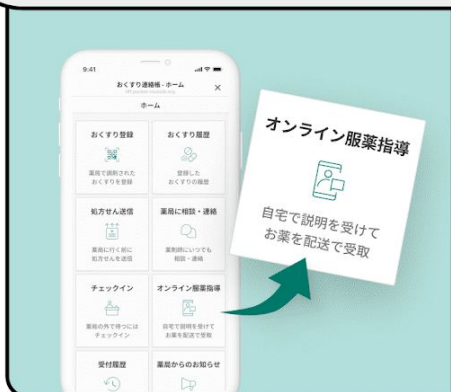 9:41
おくすり連絡帳 - ホーム
ホーム
おくすり登録
薬局で調剤された
おくすりを登録
おくすり履歴
登録した
おくすりの履歴
処方せん送信
薬局に行く前に
処方せんを送信
薬局に相談・連絡
薬剤師にいつでも
相談・連絡
チェックイン
薬局の外で待つには
チェックイン
オンライン服薬指導
自宅で説明を受けて
お薬を配送で受取
受付履歴
薬局からのお知らせ
オンライン服薬指導
自宅で説明を受けて
お薬を配送で受取